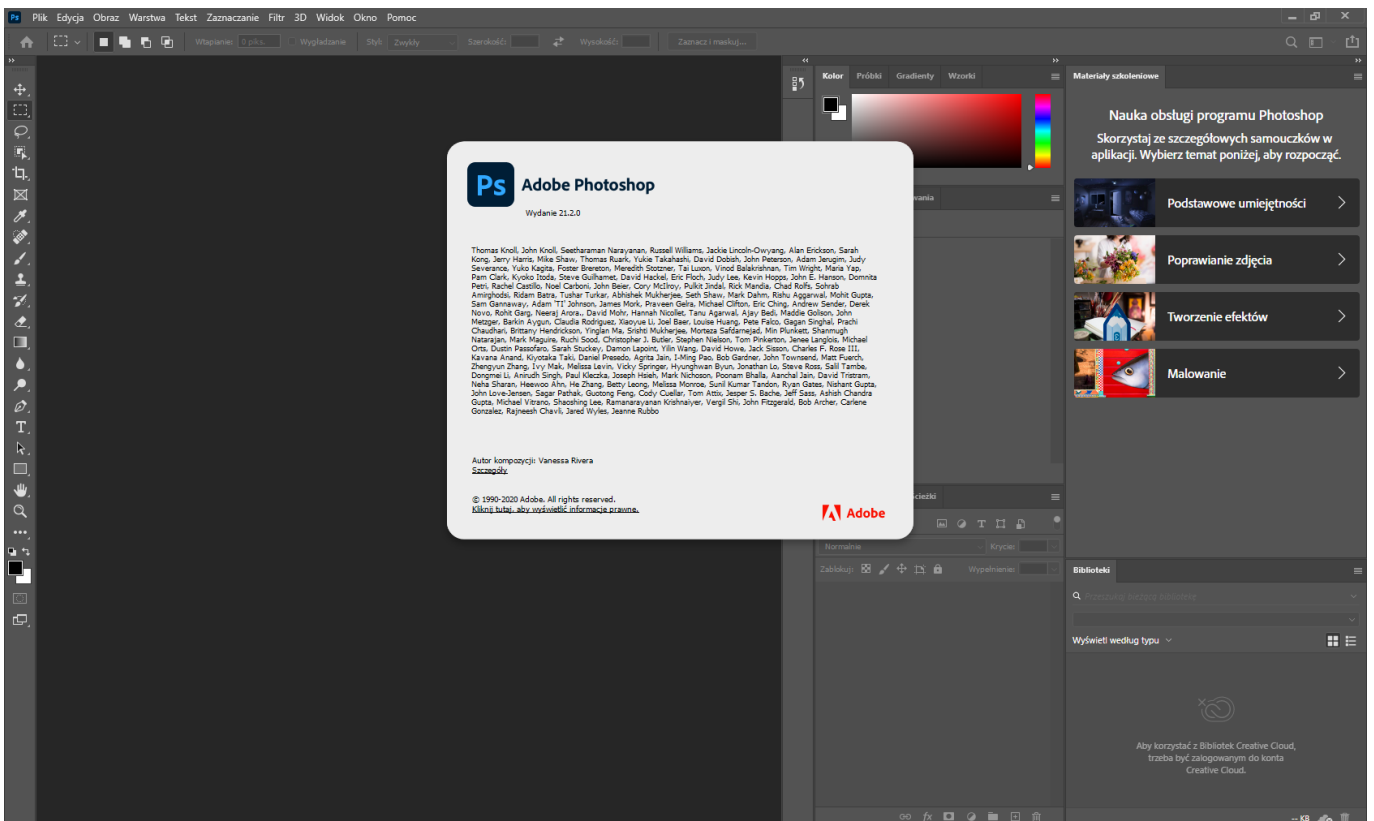 Ps Plik Edycja Obraz Warstwa Tekst Zaznaczanie Filtr 3D Widok Okno Pomoc
Wtapianie: 0 piks. Wygładzanie Styl: Zwykły Szerokość: Wysokość: Zaznacz i maskuj...
Kolor Próbki Gradienty Wzorki
Materiały szkoleniowe
Nauka obsługi programu Photoshop
Skorzystaj ze szczegółowych samouczków w
aplikacji. Wybierz temat poniżej, aby rozpocząć.
Podstawowe umiejętności
Poprawianie zdjęcia
Tworzenie efektów
Malowanie
Ps Adobe Photoshop
Wydanie 21.2.0
Thomas Knoll, John Knoll, Seetharaman Narayanan, Russell Williams, Jackie Lincoln-Owyang, Alan Erickson, Sarah
Kong, Jerry Harris, Mike Shaw, Thomas Ruark, Yukie Takahashi, David Dobish, John Peterson, Adam Jerugim, Judy
Severance, Yuko Kagita, Foster Brereton, Meredith Stotzner, Tai Luxon, Vinod Balakrishnan, Tim Wright, Maria Yap,
Pam Clark, Kyoko Itoda, Steve Guilhamet, David Hackel, Eric Floch, Judy Lee, Kevin Hopps, John E. Hanson, Domnita
Petri, Rachel Castillo, Noel Carboni, John Beier, Cory McIlroy, Pulkit Jindal, Rick Mandia, Chad Rolfs, Sohrab
Amirghodsi, Ridam Batra, Tushar Turkar, Abhishek Mukherjee, Seth Shaw, Mark Dahm, Rishu Aggarwal, Mohit Gupta,
Sam Gannaway, Adam 'TI' Johnson, James Mork, Praveen Gelra, Michael Clifton, Eric Ching, Andrew Sender, Derek
Novo, Rohit Garg, Neeraj Arora., David Mohr, Hannah Nicollet, Tanu Agarwal, Ajay Bedi, Maddie Golison, John
Metzger, Barkin Aygun, Claudia Rodriguez, Xiaoyue Li, Joel Baer, Louise Huang, Pete Falco, Gagan Singhal, Prachi
Chaudhari, Brittany Hendrickson, Yinglan Ma, Srishti Mukherjee, Morteza Safdarnejad, Min Plunkett, Shanmugh
Natarajan, Mark Maguire, Ruchi Sood, Christopher J. Butler, Stephen Nielson, Tom Pinkerton, Jenee Langlois, Michael
Orts, Dustin Passofaro, Sarah Stuckey, Damon Lapoint, Yilin Wang, David Howe, Jack Sisson, Charles F. Rose III,
Kavana Anand, Kiyotaka Taki, Daniel Presedo, Agrita Jain, I-Ming Pao, Bob Gardner, John Townsend, Matt Fuerch,
Zhengyun Zhang, Ivy Mak, Melissa Levin, Vicky Springer, Hyunghwan Byun, Jonathan Lo, Steve Ross, Salil Tambe,
Dongmei Li, Anirudh Singh, Paul Kleczka, Joseph Hsieh, Mark Nichoson, Poonam Bhalla, Aanchal Jain, David Tristram,
Neha Sharan, Heewoo Ahn, He Zhang, Betty Leong, Melissa Monroe, Sunil Kumar Tandon, Ryan Gates, Nishant Gupta,
John Love-Jensen, Sagar Pathak, Guotong Feng, Cody Cuellar, Tom Attix, Jesper S. Bache, Jeff Sass, Ashish Chandra
Gupta, Michael Vitrano, Shaoshing Lee, Ramanarayanan Krishnaiyer, Vergil Shi, John Fitzgerald, Bob Archer, Carlene
Gonzalez, Rajneesh Chavli, Jared Wyles, Jeanne Rubbo
Autor kompozycji: Vanessa Rivera
Szczegóły
© 1990-2020 Adobe. All rights reserved.
Kliknij tutaj, aby wyświetlić informacje prawne.
Adobe
Normalnie Krycie:
Zablokuj: Wypełnienie:
Biblioteki
Przeszukaj bieżącą bibliotekę
Wyświetl według typu
Aby korzystać z Bibliotek Creative Cloud,
trzeba być zalogowanym do konta
Creative Cloud.
-- KB